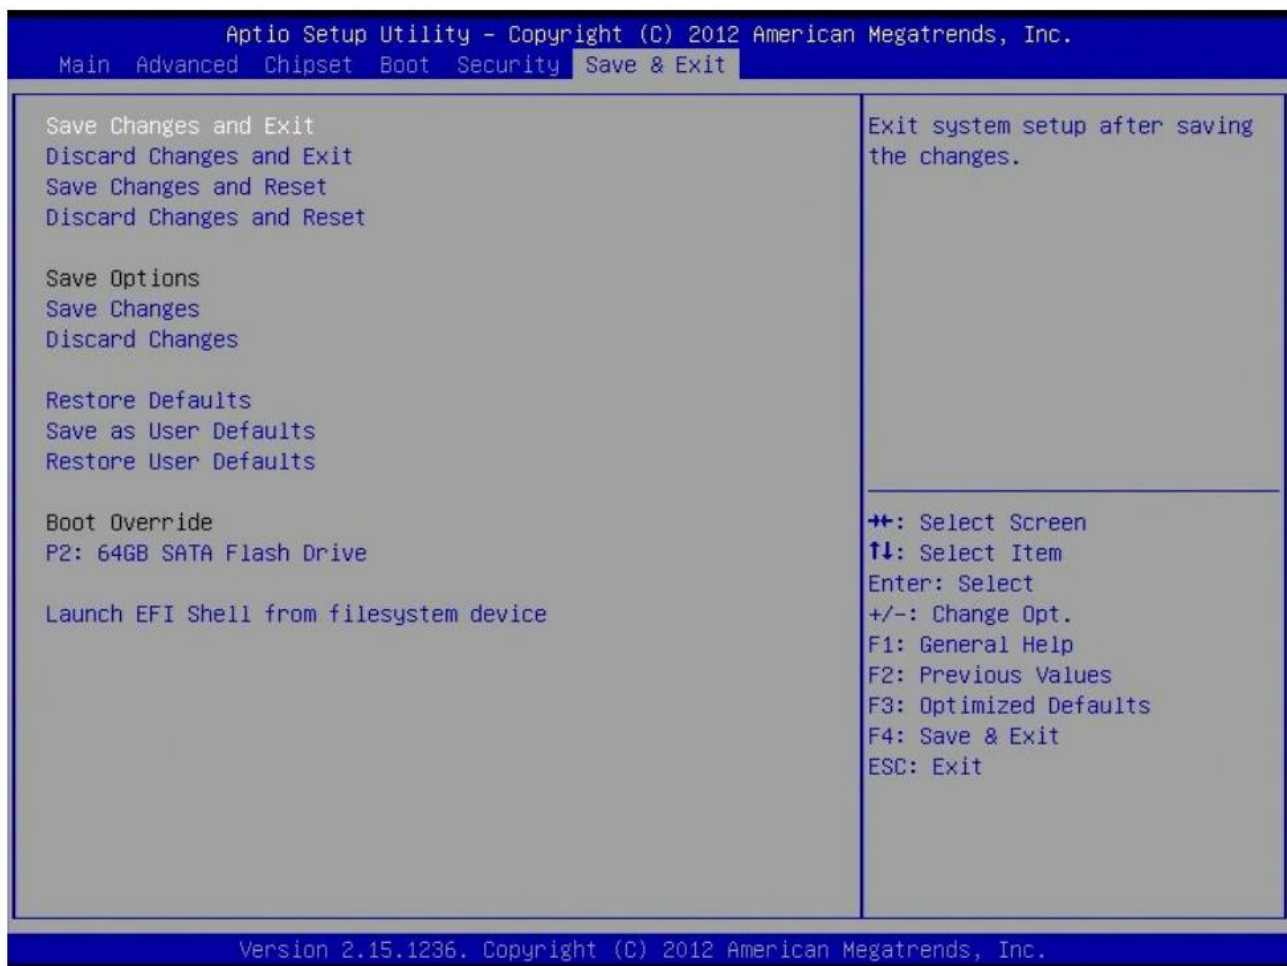 Aptio Setup Utility – Copyright (C) 2012 American Megatrends, Inc.
Main Advanced Chipset Boot Security Save & Exit
Save Changes and Exit
Discard Changes and Exit
Save Changes and Reset
Discard Changes and Reset
Save Options
Save Changes
Discard Changes
Restore Defaults
Save as User Defaults
Restore User Defaults
Boot Override
P2: 64GB SATA Flash Drive
Launch EFI Shell from filesystem device
Exit system setup after saving
the changes.
→←: Select Screen
↑↓: Select Item
Enter: Select
+/-: Change Opt.
F1: General Help
F2: Previous Values
F3: Optimized Defaults
F4: Save & Exit
ESC: Exit
Version 2.15.1236. Copyright (C) 2012 American Megatrends, Inc.